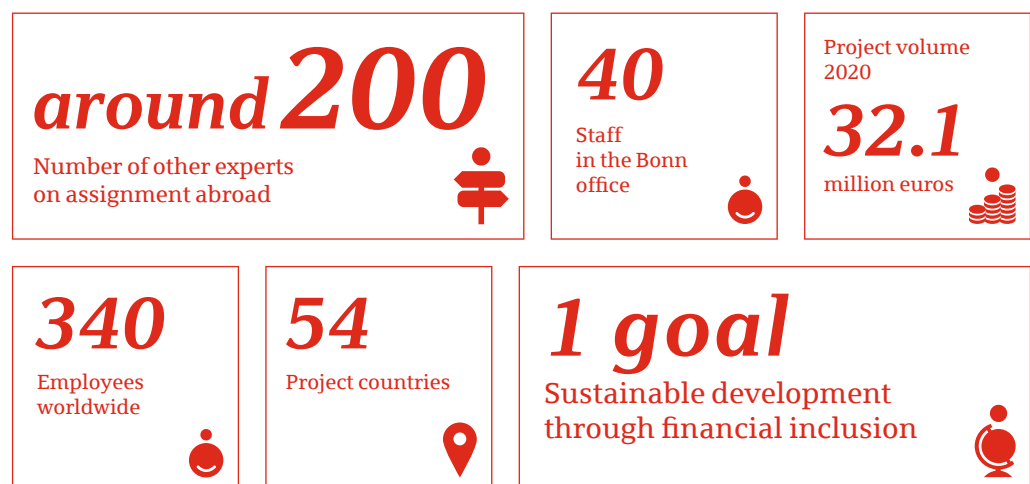 around 200
Number of other experts
on assignment abroad
40
Staff
in the Bonn
office
Project volume
2020
32.1
million euros
340
Employees
worldwide
54
Project countries
1 goal
Sustainable development
through financial inclusion